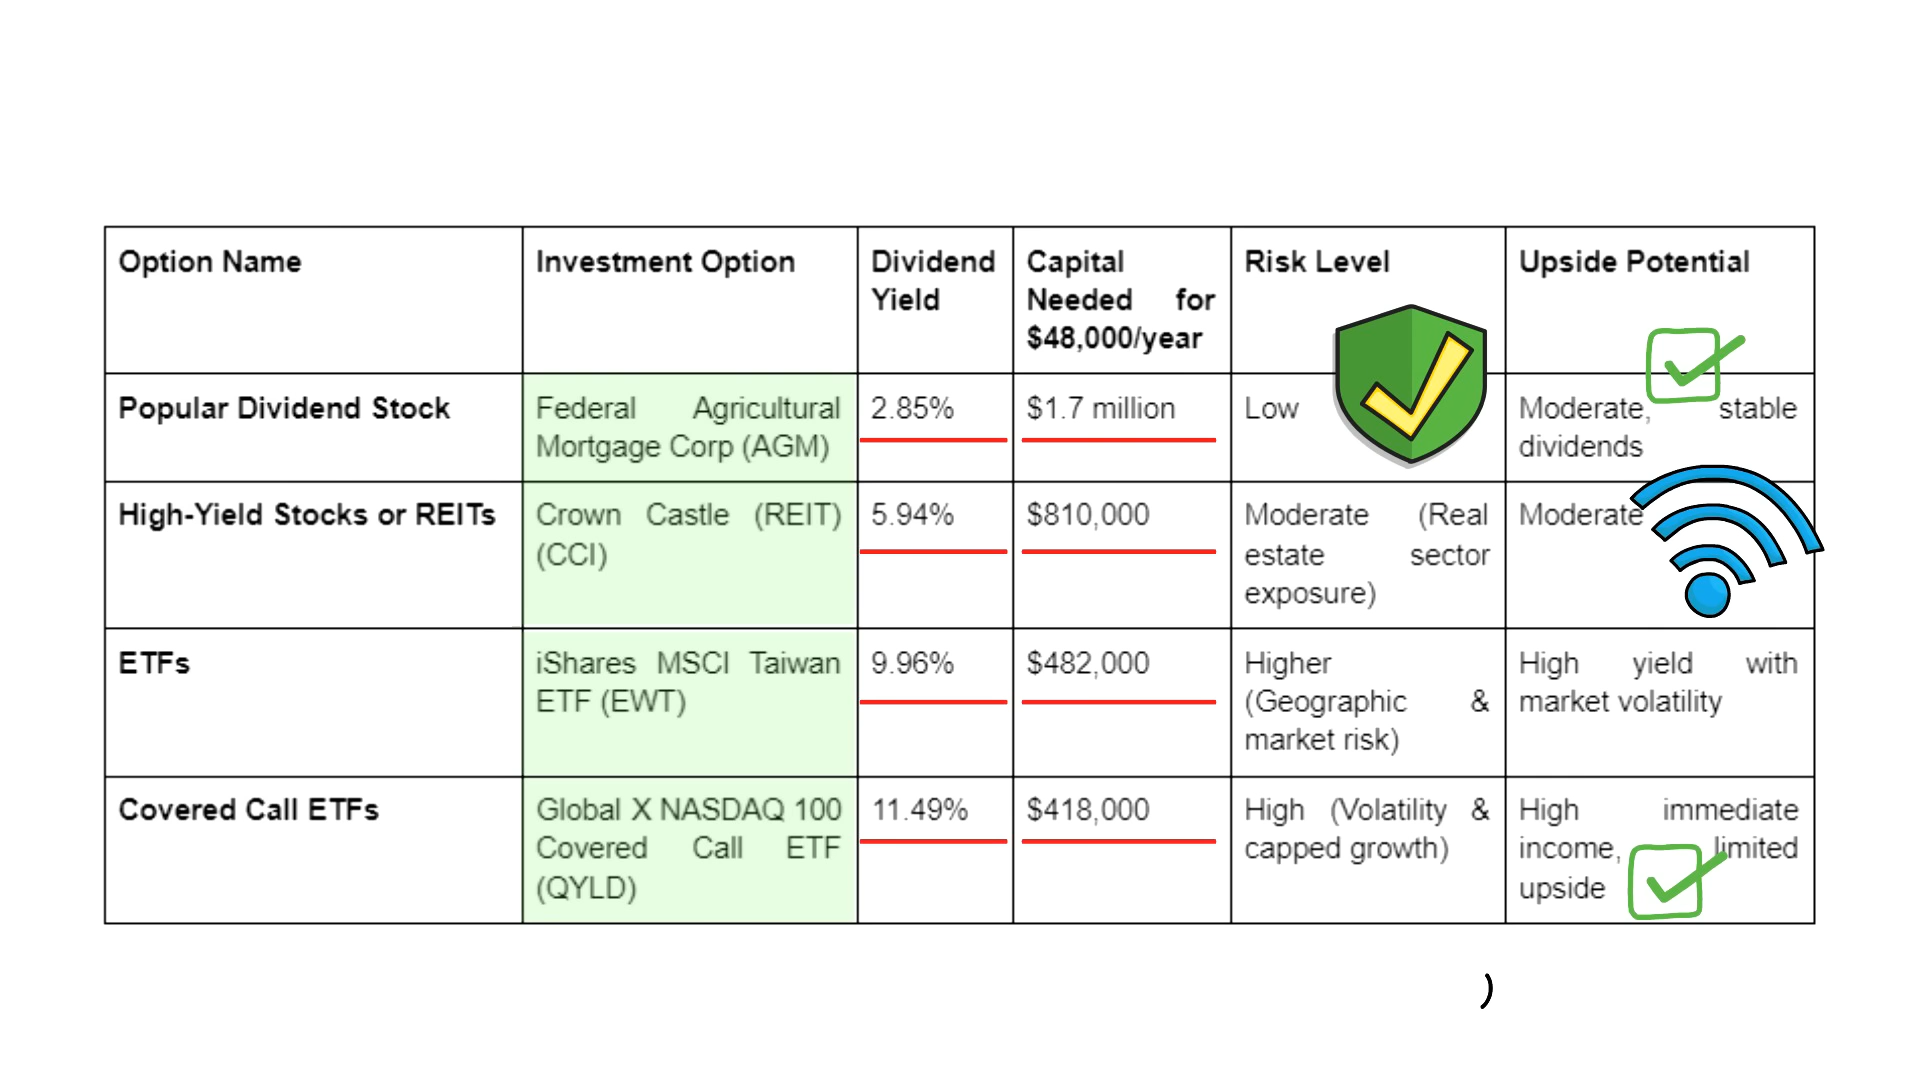 Option Name
Investment Option
Dividend
Yield
Capital
Needed for
$48,000/year
Risk Level
Upside Potential
Popular Dividend Stock
Federal Agricultural
Mortgage Corp (AGM)
2.85%
$1.7 million
Low
Moderate, stable
dividends
High-Yield Stocks or REITs
Crown Castle (REIT)
(CCI)
5.94%
$810,000
Moderate (Real
estate sector
exposure)
Moderate
ETFs
iShares MSCI Taiwan
ETF (EWT)
9.96%
$482,000
Higher
(Geographic &
market risk)
High yield with
market volatility
Covered Call ETFs
Global X NASDAQ 100
Covered Call ETF
(QYLD)
11.49%
$418,000
High (Volatility &
capped growth)
High immediate
income, limited
upside
)